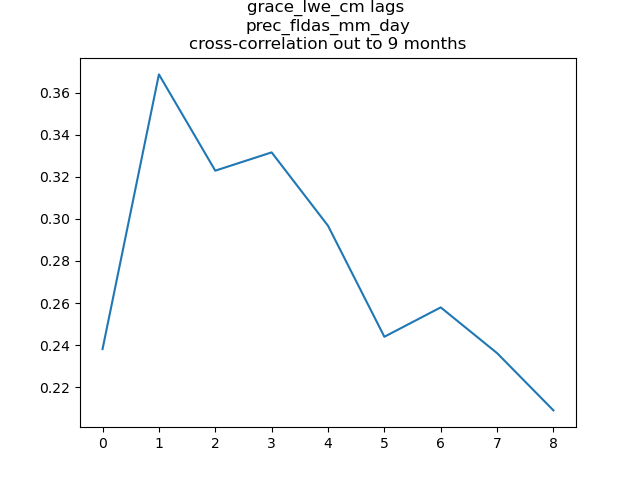 grace_lwe_cm lags
prec_fldas_mm_day
cross-correlation out to 9 months
0.36
0.34
0.32
0.30
0.28
0.26
0.24
0.22
0 1 2 3 4 5 6 7 8